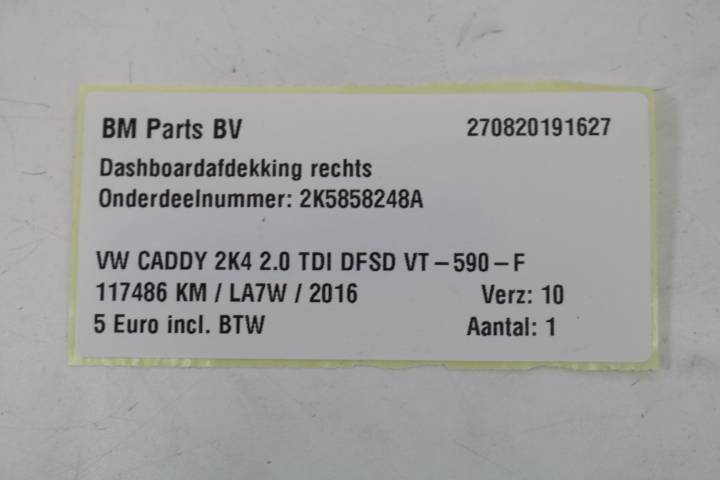 BM Parts BV 270820191627
Dashboardafdekking rechts
Onderdeelnummer: 2K5858248A
VW CADDY 2K4 2.0 TDI DFSD VT-590-F
117486 KM / LA7W / 2016 Verz: 10
5 Euro incl. BTW Aantal: 1